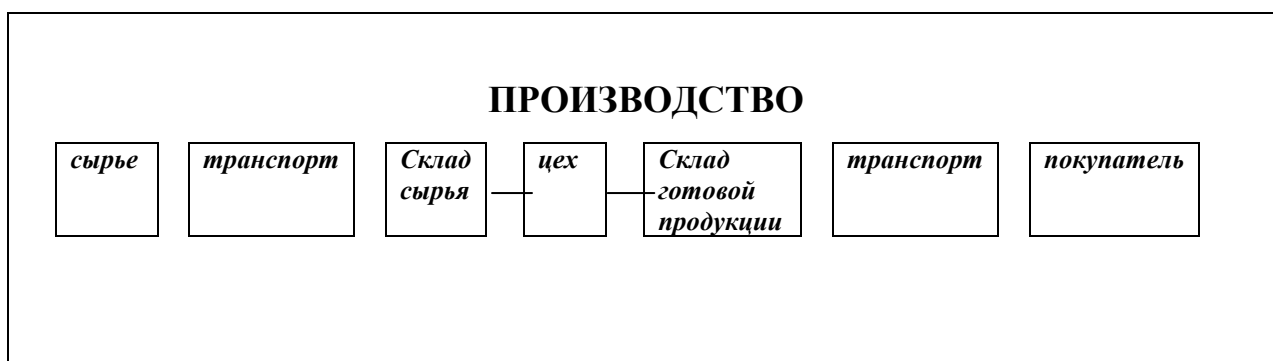 ПРОИЗВОДСТВО
сырье
транспорт
Склад
сырья
цех
Склад
готовой
продукции
транспорт
покупатель